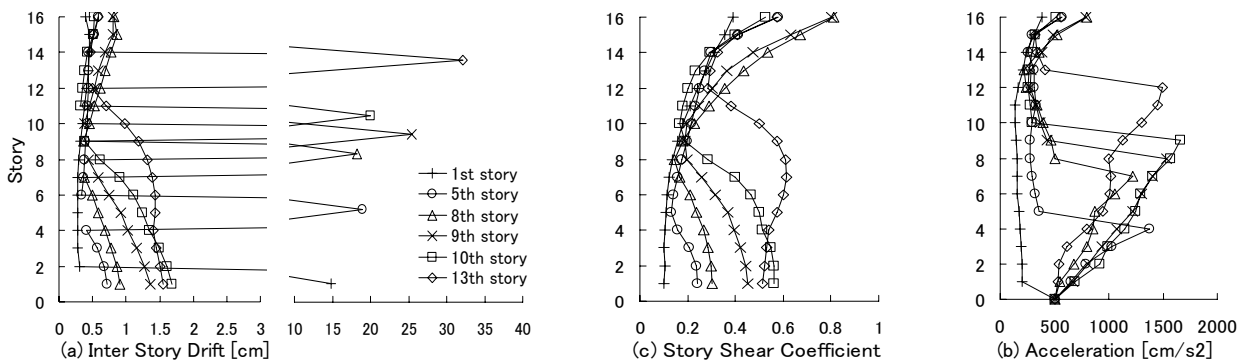 Story
16
14
12
10
8
6
4
2
0
0 0.5 1 1.5 2 2.5 3
10 15 20 25 30 35 40
1st story
5th story
8th story
9th story
10th story
13th story
(a) Inter Story Drift [cm]
16
14
12
10
8
6
4
2
0
0 0.2 0.4 0.6 0.8 1
(c) Story Shear Coefficient
16
14
12
10
8
6
4
2
0
0 500 1000 1500 2000
(b) Acceleration [cm/s2]